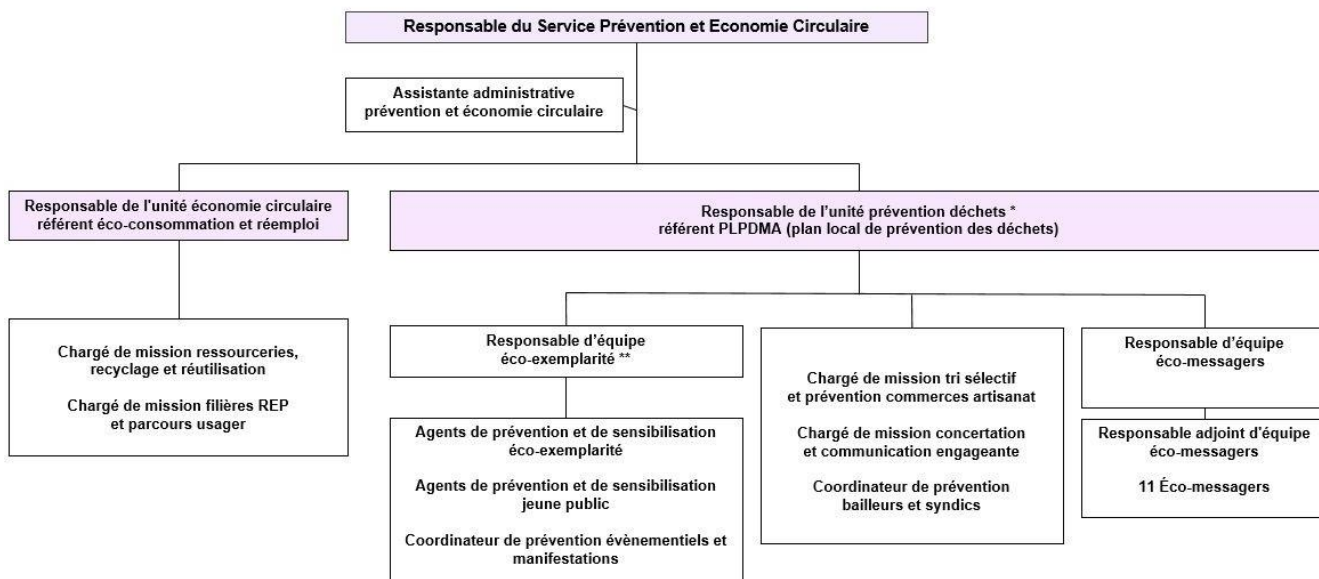 Responsable du Service Prévention et Economie Circulaire
Assistante administrative
prévention et économie circulaire
Responsable de l'unité économie circulaire
référent éco-consommation et réemploi
Responsable de l'unité prévention déchets *
référent PLPDMA (plan local de prévention des déchets)
Chargé de mission ressourceries,
recyclage et réutilisation
Chargé de mission filières REP
et parcours usager
Responsable d'équipe
éco-exemplarité **
Agents de prévention et de sensibilisation
éco-exemplarité
Agents de prévention et de sensibilisation
jeune public
Coordinateur de prévention évènementiels et
manifestations
Chargé de mission tri sélectif
et prévention commerces artisanat
Chargé de mission concertation
et communication engageante
Coordinateur de prévention
bailleurs et syndics
Responsable d'équipe
éco-messagers
Responsable adjoint d'équipe
éco-messagers
11 Éco-messagers